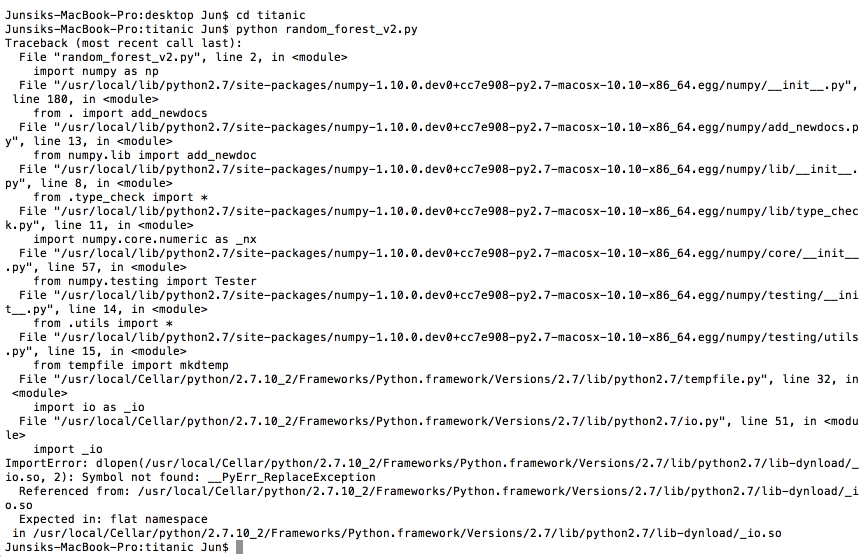 Junsiks-MacBook-Pro:desktop Jun$ cd titanic
Junsiks-MacBook-Pro:titanic Jun$ python random_forest_v2.py
Traceback (most recent call last):
  File "random_forest_v2.py", line 2, in <module>
    import numpy as np
  File "/usr/local/lib/python2.7/site-packages/numpy-1.10.0.dev0+cc7e908-py2.7-macosx-10.10-x86_64.egg/numpy/__init__.py",
 line 180, in <module>
    from . import add_newdocs
  File "/usr/local/lib/python2.7/site-packages/numpy-1.10.0.dev0+cc7e908-py2.7-macosx-10.10-x86_64.egg/numpy/add_newdocs.p
y", line 13, in <module>
    from numpy.lib import add_newdoc
  File "/usr/local/lib/python2.7/site-packages/numpy-1.10.0.dev0+cc7e908-py2.7-macosx-10.10-x86_64.egg/numpy/lib/__init__.
py", line 8, in <module>
    from .type_check import *
  File "/usr/local/lib/python2.7/site-packages/numpy-1.10.0.dev0+cc7e908-py2.7-macosx-10.10-x86_64.egg/numpy/lib/type_chec
k.py", line 11, in <module>
    import numpy.core.numeric as _nx
  File "/usr/local/lib/python2.7/site-packages/numpy-1.10.0.dev0+cc7e908-py2.7-macosx-10.10-x86_64.egg/numpy/core/__init__
.py", line 57, in <module>
    from numpy.testing import Tester
  File "/usr/local/lib/python2.7/site-packages/numpy-1.10.0.dev0+cc7e908-py2.7-macosx-10.10-x86_64.egg/numpy/testing/__ini
t__.py", line 14, in <module>
    from .utils import *
  File "/usr/local/lib/python2.7/site-packages/numpy-1.10.0.dev0+cc7e908-py2.7-macosx-10.10-x86_64.egg/numpy/testing/utils
.py", line 15, in <module>
    from tempfile import mkdtemp
  File "/usr/local/Cellar/python/2.7.10_2/Frameworks/Python.framework/Versions/2.7/lib/python2.7/tempfile.py", line 32, in
 <module>
    import io as _io
  File "/usr/local/Cellar/python/2.7.10_2/Frameworks/Python.framework/Versions/2.7/lib/python2.7/io.py", line 51, in <modu
le>
    import _io
ImportError: dlopen(/usr/local/Cellar/python/2.7.10_2/Frameworks/Python.framework/Versions/2.7/lib/python2.7/lib-dynload/_
io.so, 2): Symbol not found: __PyErr_ReplaceException
  Referenced from: /usr/local/Cellar/python/2.7.10_2/Frameworks/Python.framework/Versions/2.7/lib/python2.7/lib-dynload/_i
o.so
  Expected in: flat namespace
 in /usr/local/Cellar/python/2.7.10_2/Frameworks/Python.framework/Versions/2.7/lib/python2.7/lib-dynload/_io.so
Junsiks-MacBook-Pro:titanic Jun$